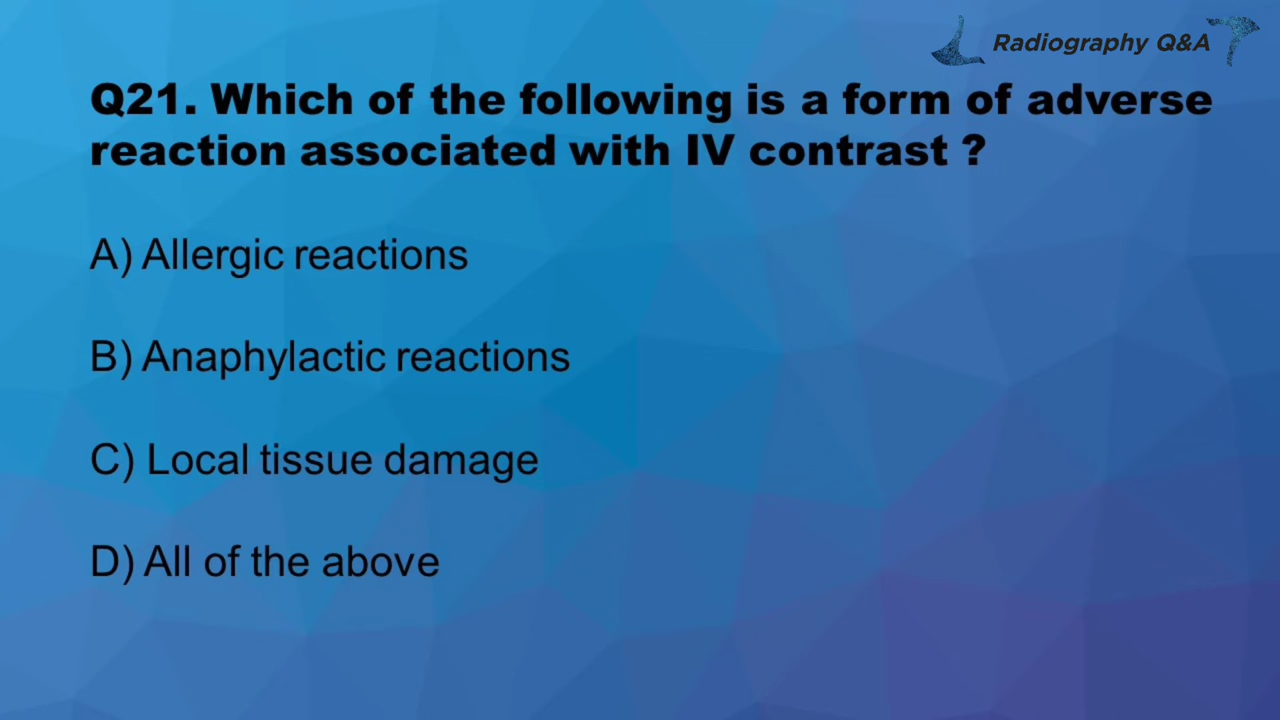 Radiography Q&A
Q21. Which of the following is a form of adverse
reaction associated with IV contrast ?
A) Allergic reactions
B) Anaphylactic reactions
C) Local tissue damage
D) All of the above